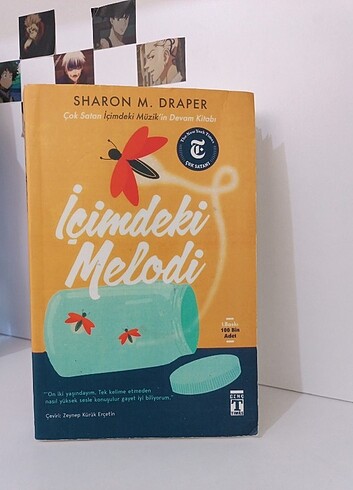 SHARON M. DRAPER
Çok Satan İçimdeki Müzik'in Devam Kitabı
The New York Times
T
ÇOK SATANI
İçimdeki
Melodi
1.Baskı
100 Bin
Adet
"On iki yaşındayım. Tek kelime etmeden
nasıl yüksek sesle konuşulur gayet iyi biliyorum."
Çeviri: Zeynep Kürük Erçetin
GENÇ
T
TİMAŞ